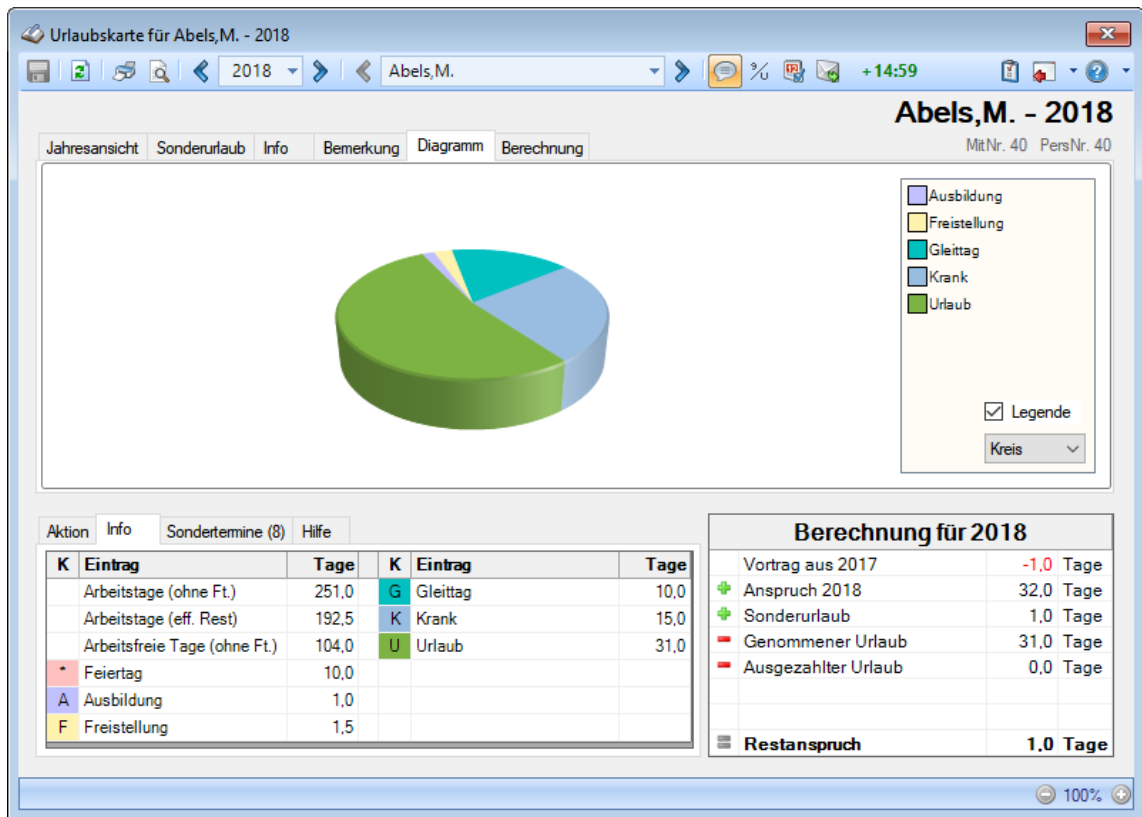 Urlaubskarte für Abels,M. - 2018
2018 Abels,M. +14:59
Abels,M. - 2018
MitNr. 40 PersNr. 40
Jahresansicht Sonderurlaub Info Bemerkung Diagramm Berechnung
Ausbildung
Freistellung
Gleittag
Krank
Urlaub
Legende
Kreis
Aktion Info Sondertermine (8) Hilfe
K Eintrag Tage K Eintrag Tage
Arbeitstage (ohne Ft.) 251,0 G Gleittag 10,0
Arbeitstage (eff. Rest) 192,5 K Krank 15,0
Arbeitsfreie Tage (ohne Ft.) 104,0 U Urlaub 31,0
* Feiertag 10,0
A Ausbildung 1,0
F Freistellung 1,5
Berechnung für 2018
Vortrag aus 2017 -1,0 Tage
Anspruch 2018 32,0 Tage
Sonderurlaub 1,0 Tage
Genommener Urlaub 31,0 Tage
Ausgezahlter Urlaub 0,0 Tage
Restanspruch 1,0 Tage
100%